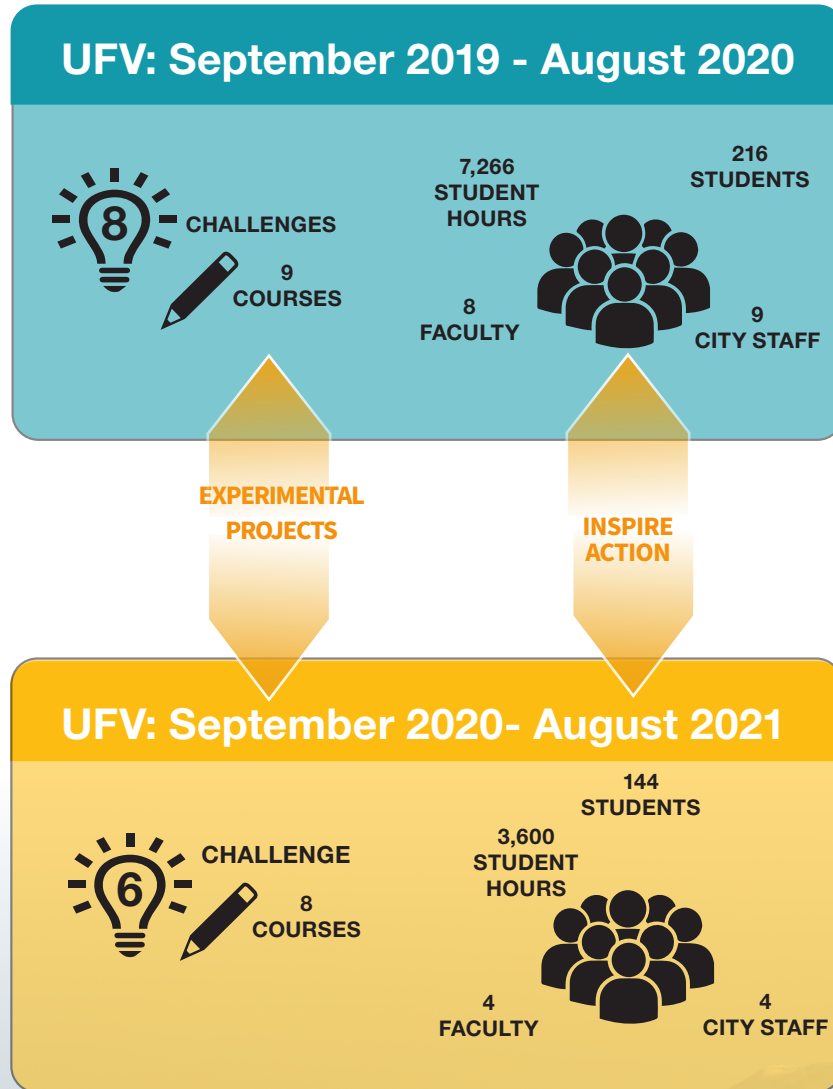 UFV: September 2019 - August 2020
8
CHALLENGES
9
COURSES
7,266
STUDENT
HOURS
216
STUDENTS
8
FACULTY
9
CITY STAFF
EXPERIMENTAL
PROJECTS
INSPIRE
ACTION
UFV: September 2020- August 2021
6
CHALLENGE
8
COURSES
144
STUDENTS
3,600
STUDENT
HOURS
4
FACULTY
4
CITY STAFF